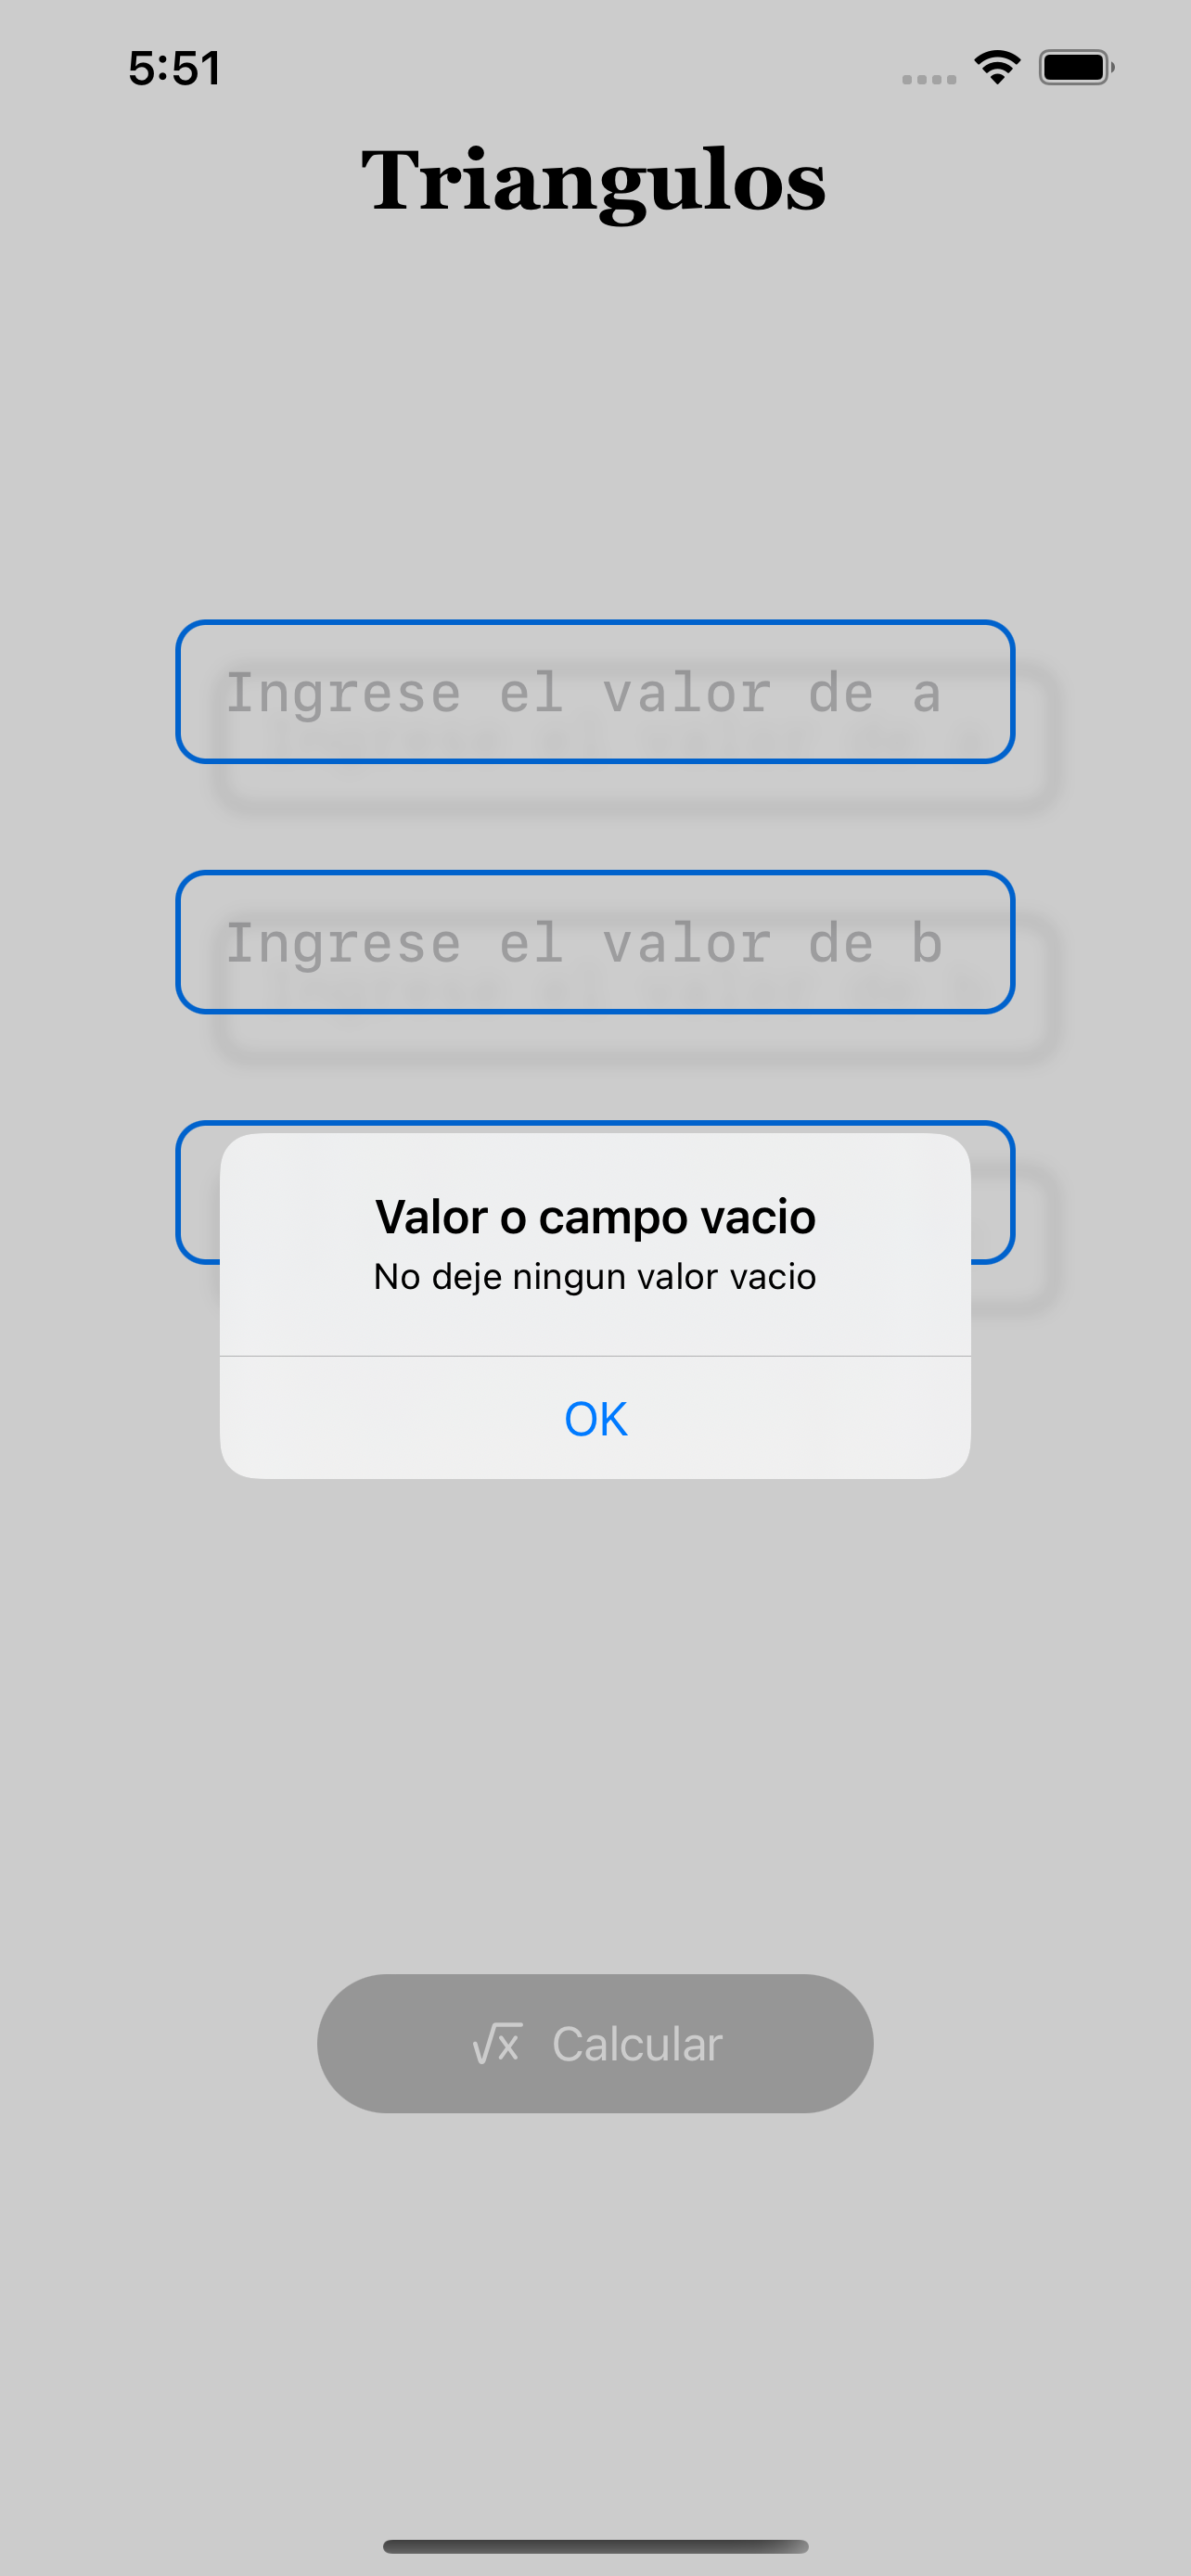 5:51
Triangulos
Ingrese el valor de a
Ingrese el valor de b
Valor o campo vacio
No deje ningun valor vacio
OK
√x Calcular